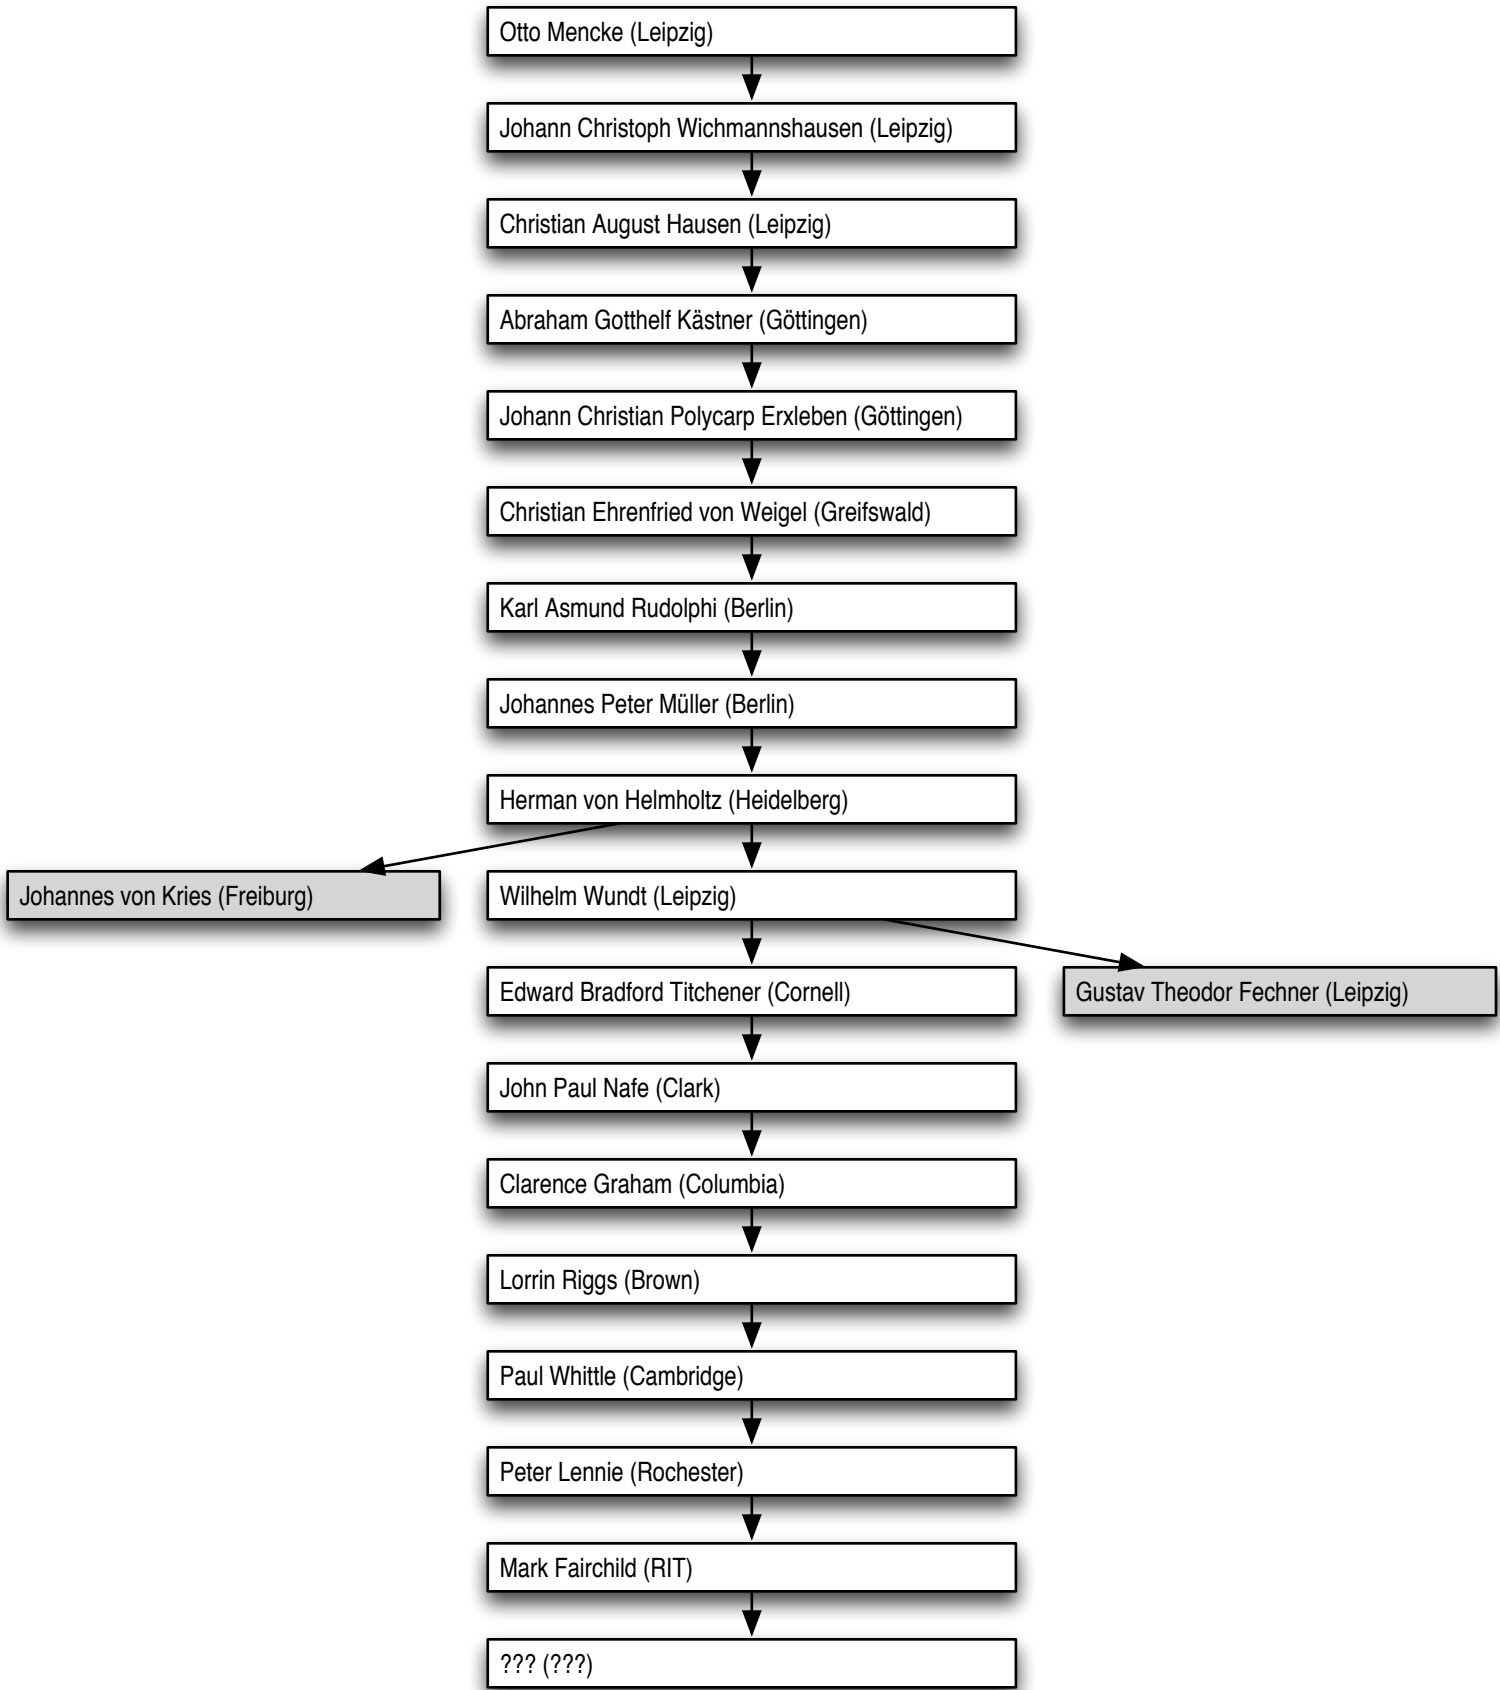 Otto Mencke (Leipzig)
Johann Christoph Wichmannshausen (Leipzig)
Christian August Hausen (Leipzig)
Abraham Gotthelf Kästner (Göttingen)
Johann Christian Polycarp Erxleben (Göttingen)
Christian Ehrenfried von Weigel (Greifswald)
Karl Asmund Rudolphi (Berlin)
Johannes Peter Müller (Berlin)
Herman von Helmholtz (Heidelberg)
Johannes von Kries (Freiburg)
Wilhelm Wundt (Leipzig)
Edward Bradford Titchener (Cornell)
Gustav Theodor Fechner (Leipzig)
John Paul Nafe (Clark)
Clarence Graham (Columbia)
Lorrin Riggs (Brown)
Paul Whittle (Cambridge)
Peter Lennie (Rochester)
Mark Fairchild (RIT)
??? (???)